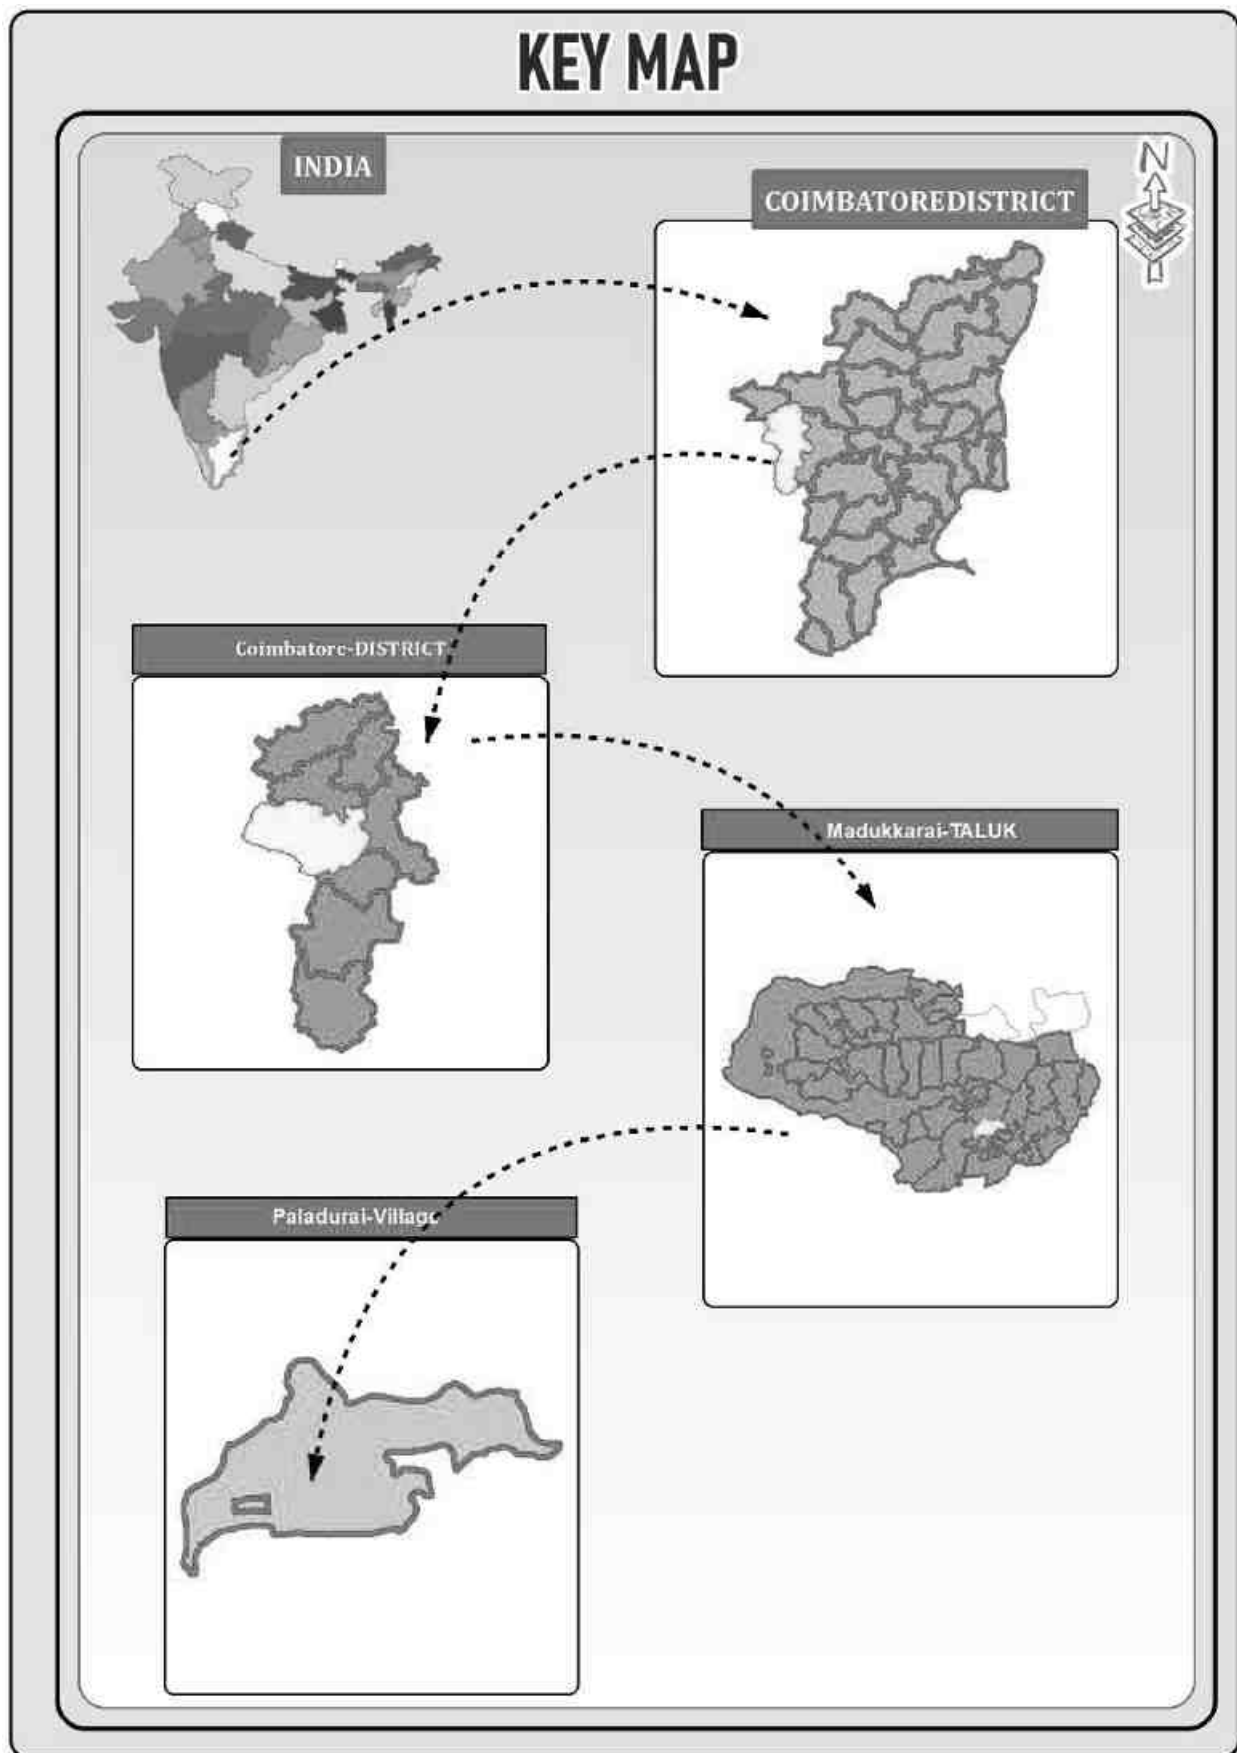 KEY MAP
INDIA
N
COIMBATOREDISTRICT
Coimbatore-DISTRICT
Madukkarai-TALUK
Paladurai-Village